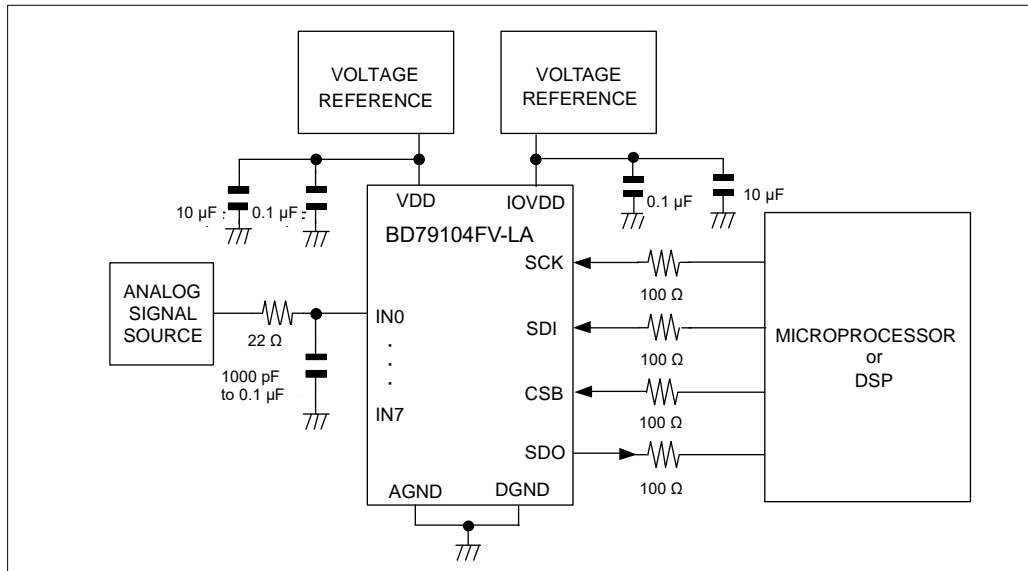 VOLTAGE
REFERENCE
VOLTAGE
REFERENCE
10 µF
0.1 µF
VDD
IOVDD
0.1 µF
10 µF
BD79104FV-LA
ANALOG
SIGNAL
SOURCE
22 Ω
1000 pF
to 0.1 µF
IN0
IN7
SCK
100 Ω
SDI
100 Ω
CSB
100 Ω
SDO
100 Ω
MICROPROCESSOR
or
DSP
AGND
DGND